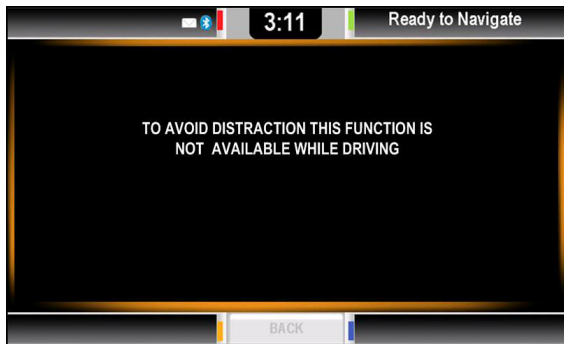 3:11
Ready to Navigate
TO AVOID DISTRACTION THIS FUNCTION IS
NOT AVAILABLE WHILE DRIVING
BACK